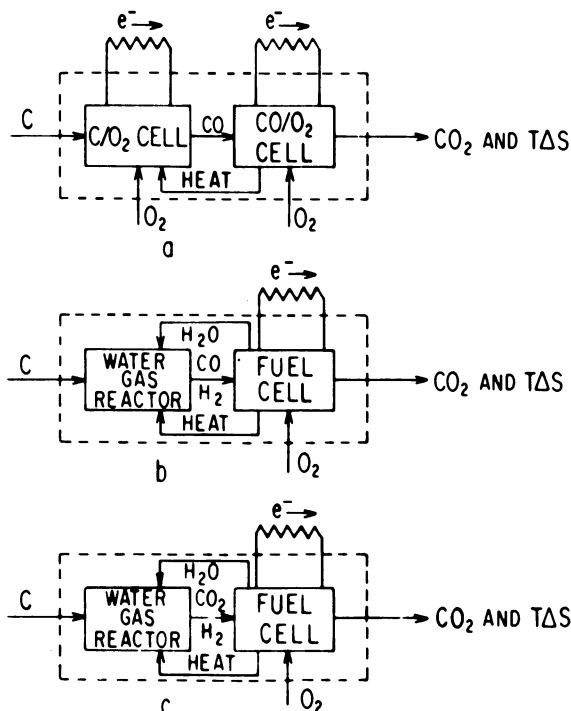 e⁻ e⁻
C C/O₂ CELL CO CO/O₂ CELL CO₂ AND TΔS
HEAT
O₂ O₂
a
e⁻
H₂O
C WATER GAS REACTOR CO H₂ FUEL CELL CO₂ AND TΔS
HEAT
O₂
b
e⁻
H₂O
C WATER GAS REACTOR CO₂ H₂ FUEL CELL CO₂ AND TΔS
HEAT
O₂
c